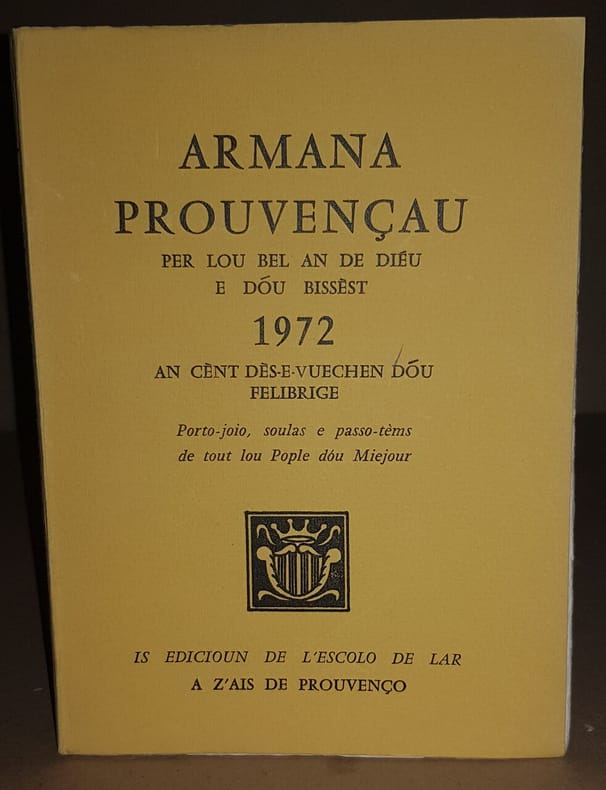 ARMANA
PROUVENÇAU
PER LOU BEL AN DE DIÉU
E DÓU BISSÈST
1972
AN CÈNT DÈS-E-VUECHEN DÓU
FELIBRIGE
Porto-joio, soulas e passo-tèms
de tout lou Pople dóu Miejour
IS EDICIOUN DE L'ESCOLO DE LAR
A Z'AIS DE PROUVENÇO